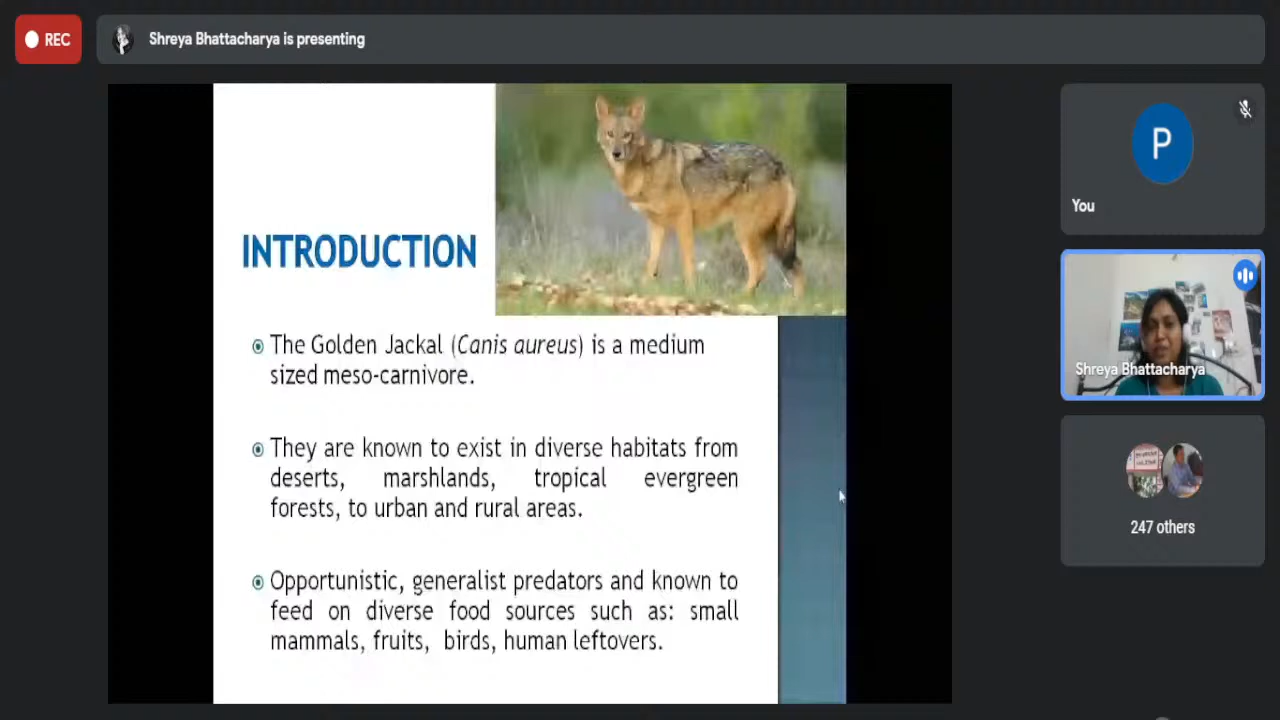 REC
Shreya Bhattacharya is presenting
P
You
INTRODUCTION
The Golden Jackal (Canis aureus) is a medium
sized meso-carnivore.
They are known to exist in diverse habitats from
deserts, marshlands, tropical evergreen
forests, to urban and rural areas.
Opportunistic, generalist predators and known to
feed on diverse food sources such as: small
mammals, fruits, birds, human leftovers.
Shreya Bhattacharya
247 others